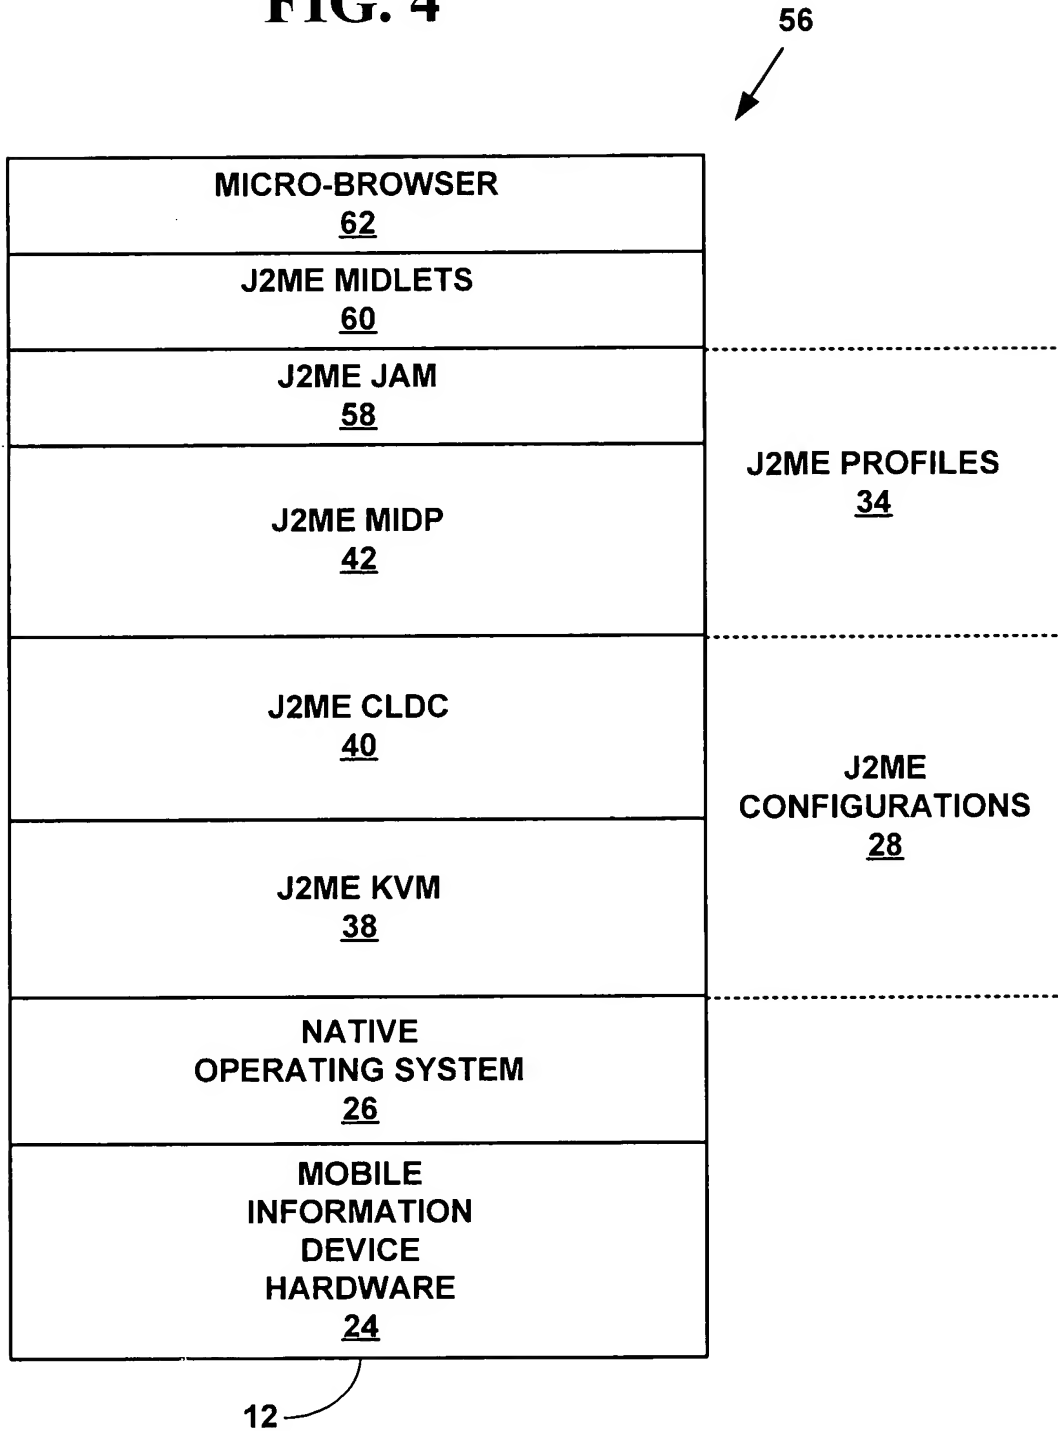 FIG. 4
56
MICRO-BROWSER
62
J2ME MIDLETS
60
J2ME JAM
58
J2ME PROFILES
34
J2ME MIDP
42
J2ME CLDC
40
J2ME
CONFIGURATIONS
28
J2ME KVM
38
NATIVE
OPERATING SYSTEM
26
MOBILE
INFORMATION
DEVICE
HARDWARE
24
12